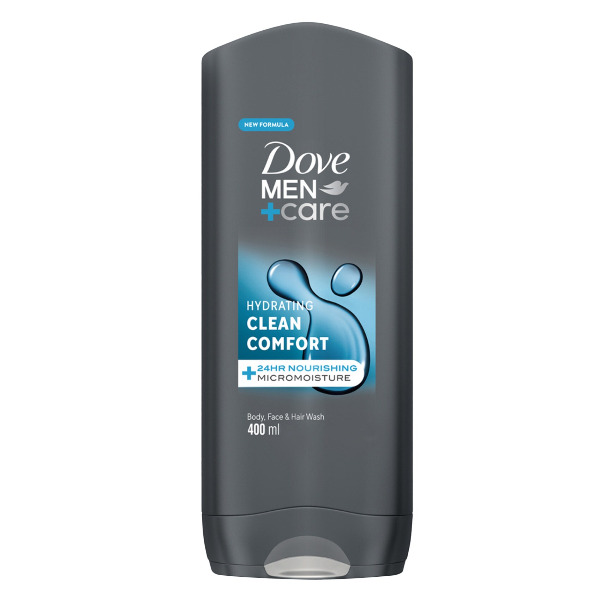 NEW FORMULA
Dove
MEN
+care
HYDRATING
CLEAN
COMFORT
+ 24HR NOURISHING
MICROMOISTURE
Body, Face & Hair Wash
400 ml